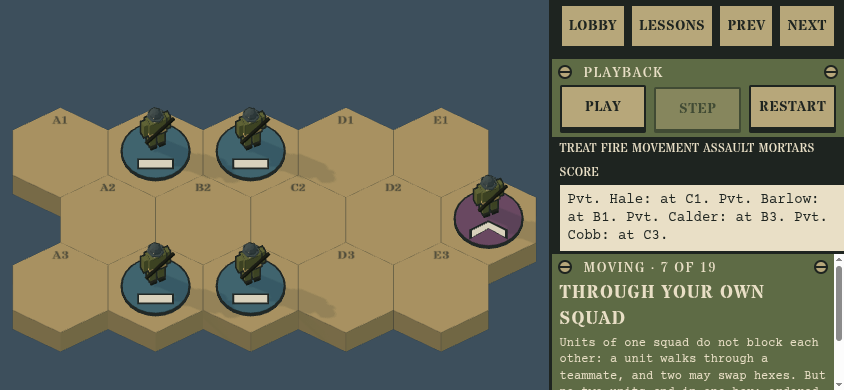 LOBBY LESSONS PREV NEXT
PLAYBACK
PLAY STEP RESTART
TREAT FIRE MOVEMENT ASSAULT MORTARS
SCORE
Pvt. Hale: at C1. Pvt. Barlow:
at B1. Pvt. Calder: at B3. Pvt.
Cobb: at C3.
MOVING · 7 OF 19
THROUGH YOUR OWN
SQUAD
Units of one squad do not block each
other: a unit walks through a
teammate, and two may swap hexes. But
A1 D1 E1
A2 B2 C2 D2
A3 D3 E3